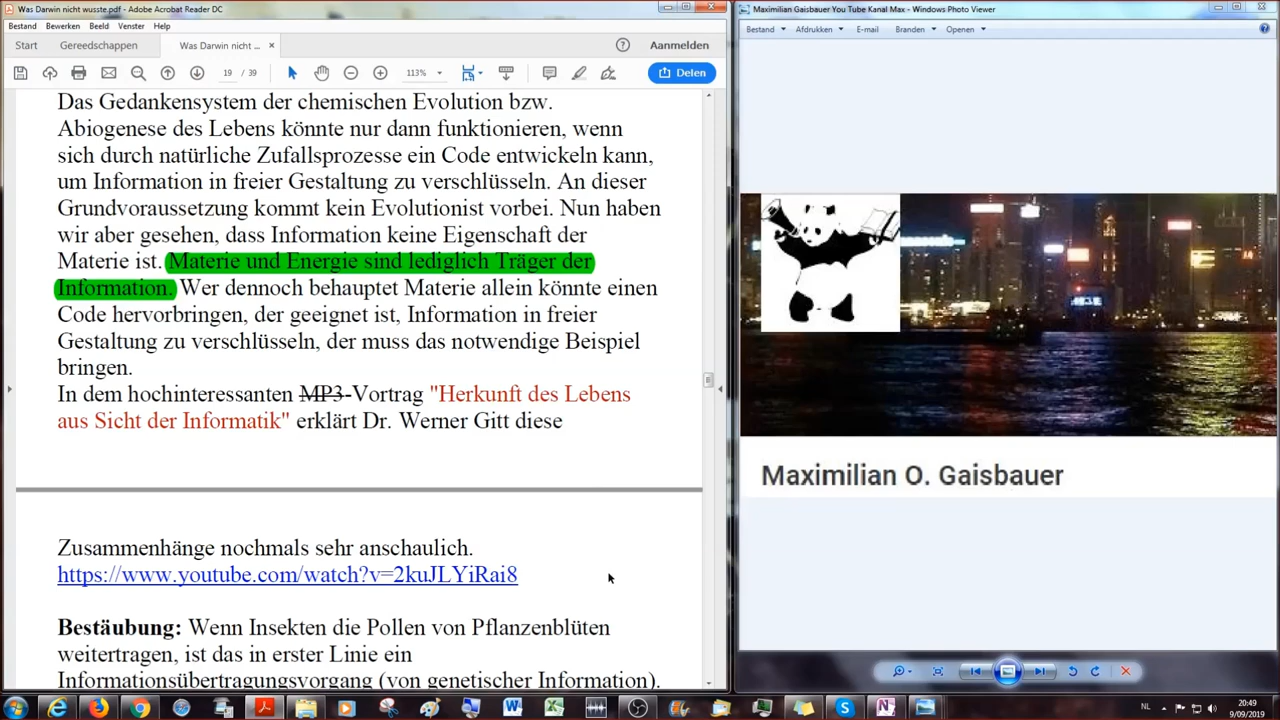 Was Darwin nicht wusste.pdf - Adobe Acrobat Reader DC
Bestand Bewerken Beeld Venster Help
Start Gereedschappen Was Darwin nicht ... × Aanmelden
19 / 39 113% Delen
Das Gedankensystem der chemischen Evolution bzw.
Abiogenese des Lebens könnte nur dann funktionieren, wenn
sich durch natürliche Zufallsprozesse ein Code entwickeln kann,
um Information in freier Gestaltung zu verschlüsseln. An dieser
Grundvoraussetzung kommt kein Evolutionist vorbei. Nun haben
wir aber gesehen, dass Information keine Eigenschaft der
Materie ist. Materie und Energie sind lediglich Träger der
Information. Wer dennoch behauptet Materie allein könnte einen
Code hervorbringen, der geeignet ist, Information in freier
Gestaltung zu verschlüsseln, der muss das notwendige Beispiel
bringen.
In dem hochinteressanten MP3-Vortrag "Herkunft des Lebens
aus Sicht der Informatik" erklärt Dr. Werner Gitt diese
Zusammenhänge nochmals sehr anschaulich.
https://www.youtube.com/watch?v=2kuJLYiRai8
Bestäubung: Wenn Insekten die Pollen von Pflanzenblüten
weitertragen, ist das in erster Linie ein
(von genetischer Information).
Maximilian Gaisbauer You Tube Kanal Max - Windows Photo Viewer
Bestand Afdrukken E-mail Branden Openen
Maximilian O. Gaisbauer
NL 20:49
9/09/2019